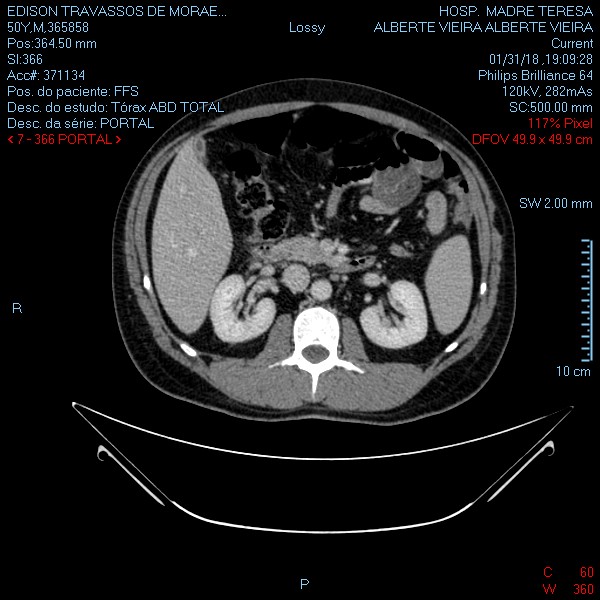 EDISON TRAVASSOS DE MORAE...
50Y,M,365858
Pos:364.50 mm
SI:366
Acc#: 371134
Pos. do paciente: FFS
Desc. do estudo: Tórax ABD TOTAL
Desc. da série: PORTAL
< 7 - 366 PORTAL >
Lossy
HOSP. MADRE TERESA
ALBERTE VIEIRA ALBERTE VIEIRA
Current
01/31/18 ,19:09:28
Philips Brilliance 64
120kV, 282mAs
SC:500.00 mm
117% Pixel
DFOV 49.9 x 49.9 cm
SW 2.00 mm
R
10 cm
P
C 60
W 360